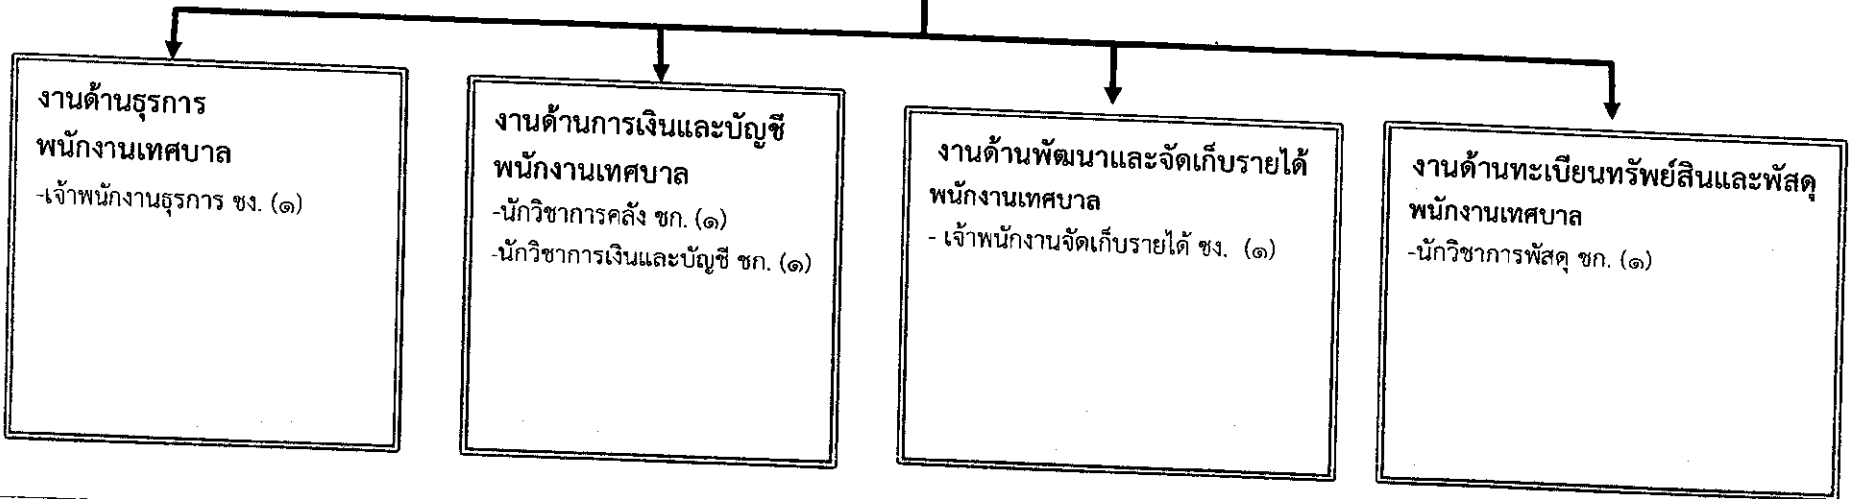 งานด้านธุรการ
พนักงานเทศบาล
-เจ้าพนักงานธุรการ ชง. (๑)
งานด้านการเงินและบัญชี
พนักงานเทศบาล
-นักวิชาการคลัง ชก. (๑)
-นักวิชาการเงินและบัญชี ชก. (๑)
งานด้านพัฒนาและจัดเก็บรายได้
พนักงานเทศบาล
- เจ้าพนักงานจัดเก็บรายได้ ชง. (๑)
งานด้านทะเบียนทรัพย์สินและพัสดุ
พนักงานเทศบาล
-นักวิชาการพัสดุ ชก. (๑)